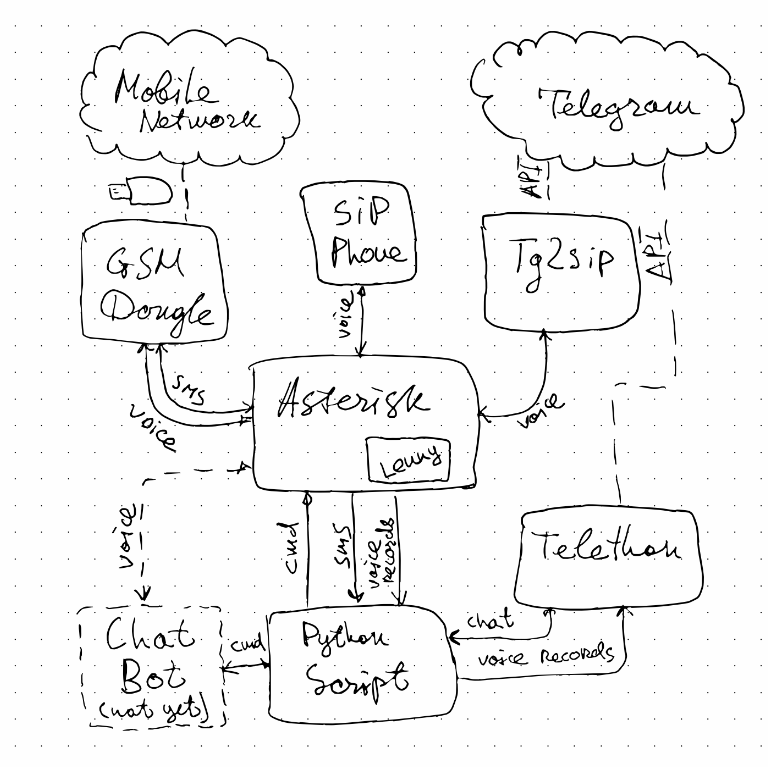 Mobile
Network
Telegram
API
SiP
Phone
GSM
Dongle
Tg2sip
API
voice
SMS
voice
Asterisk
voice
Lenny
voice
cmd
SMS
voice
records
Telethon
Chat
Bot
(not yet)
cmd
Python
Script
chat
voice records